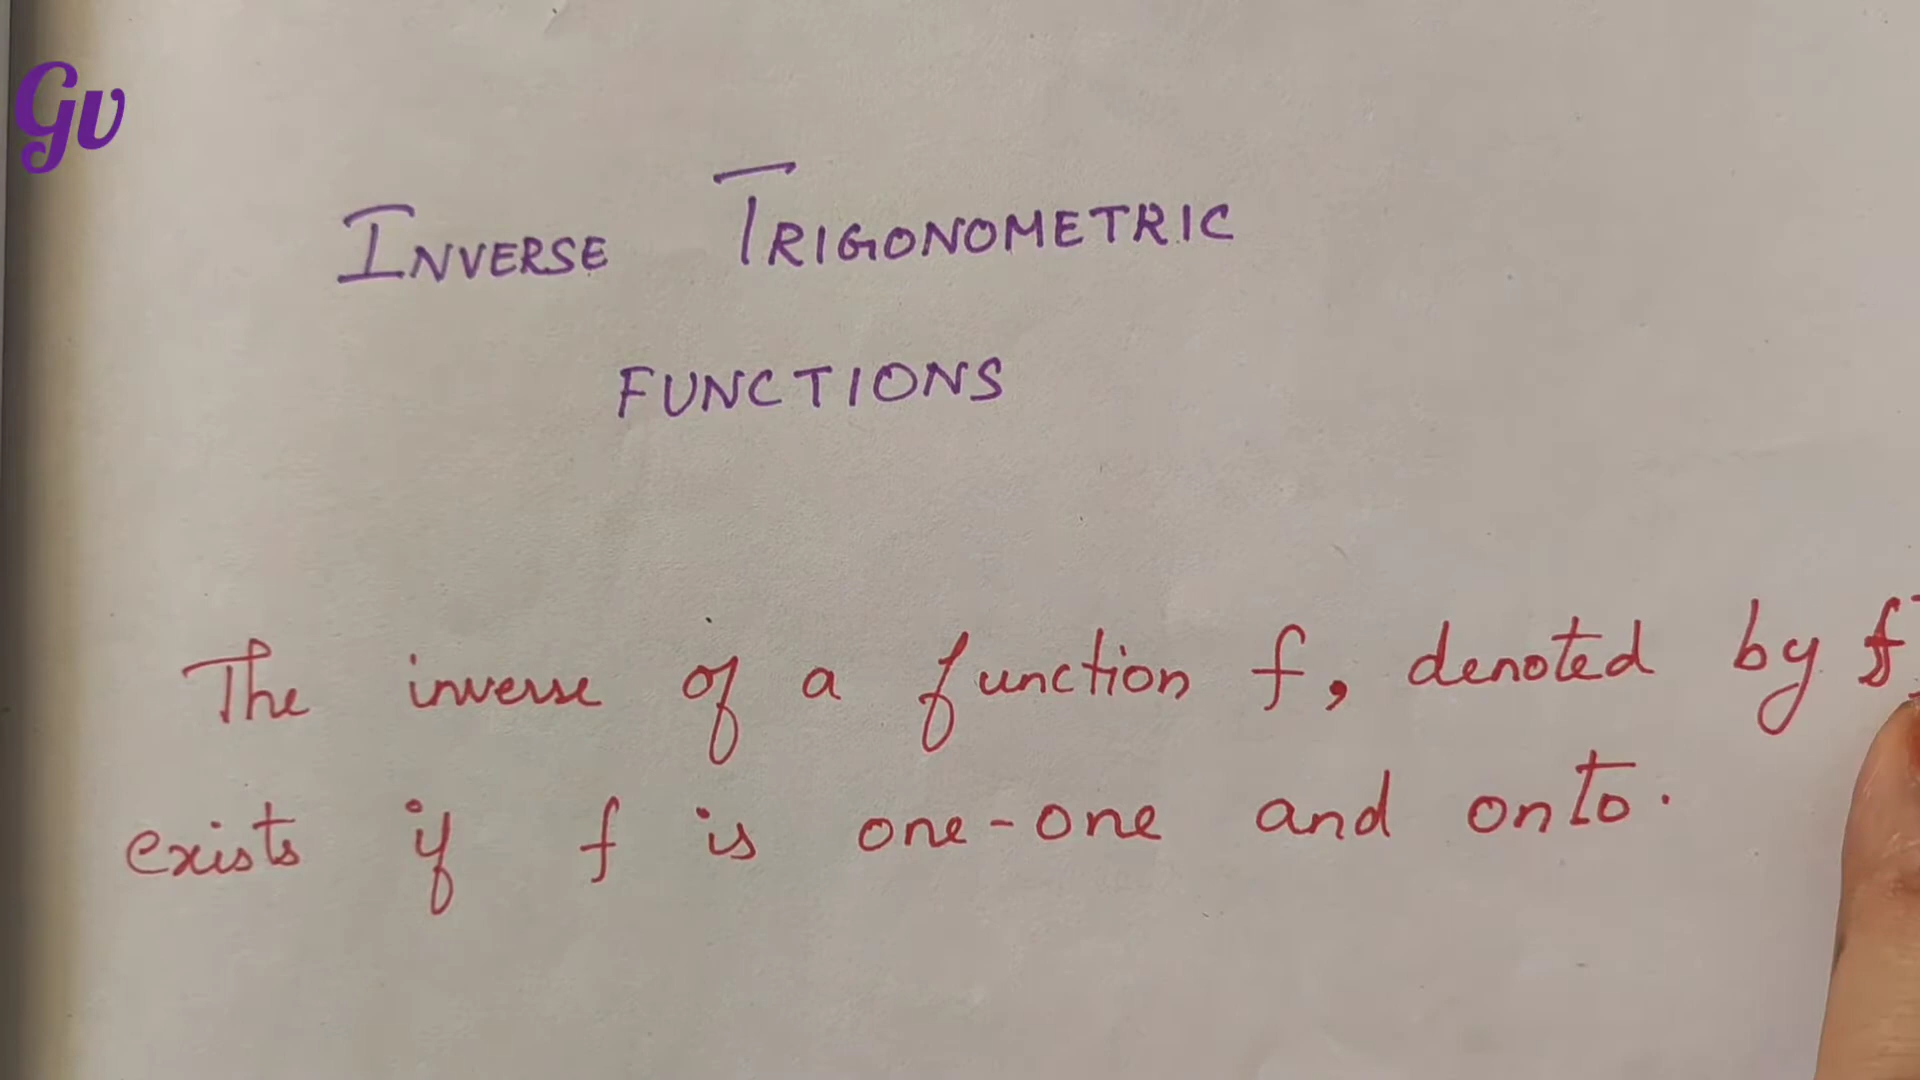 Gv
INVERSE TRIGONOMETRIC
FUNCTIONS
The inverse of a function f, denoted by f
exists if f is one-one and onto.